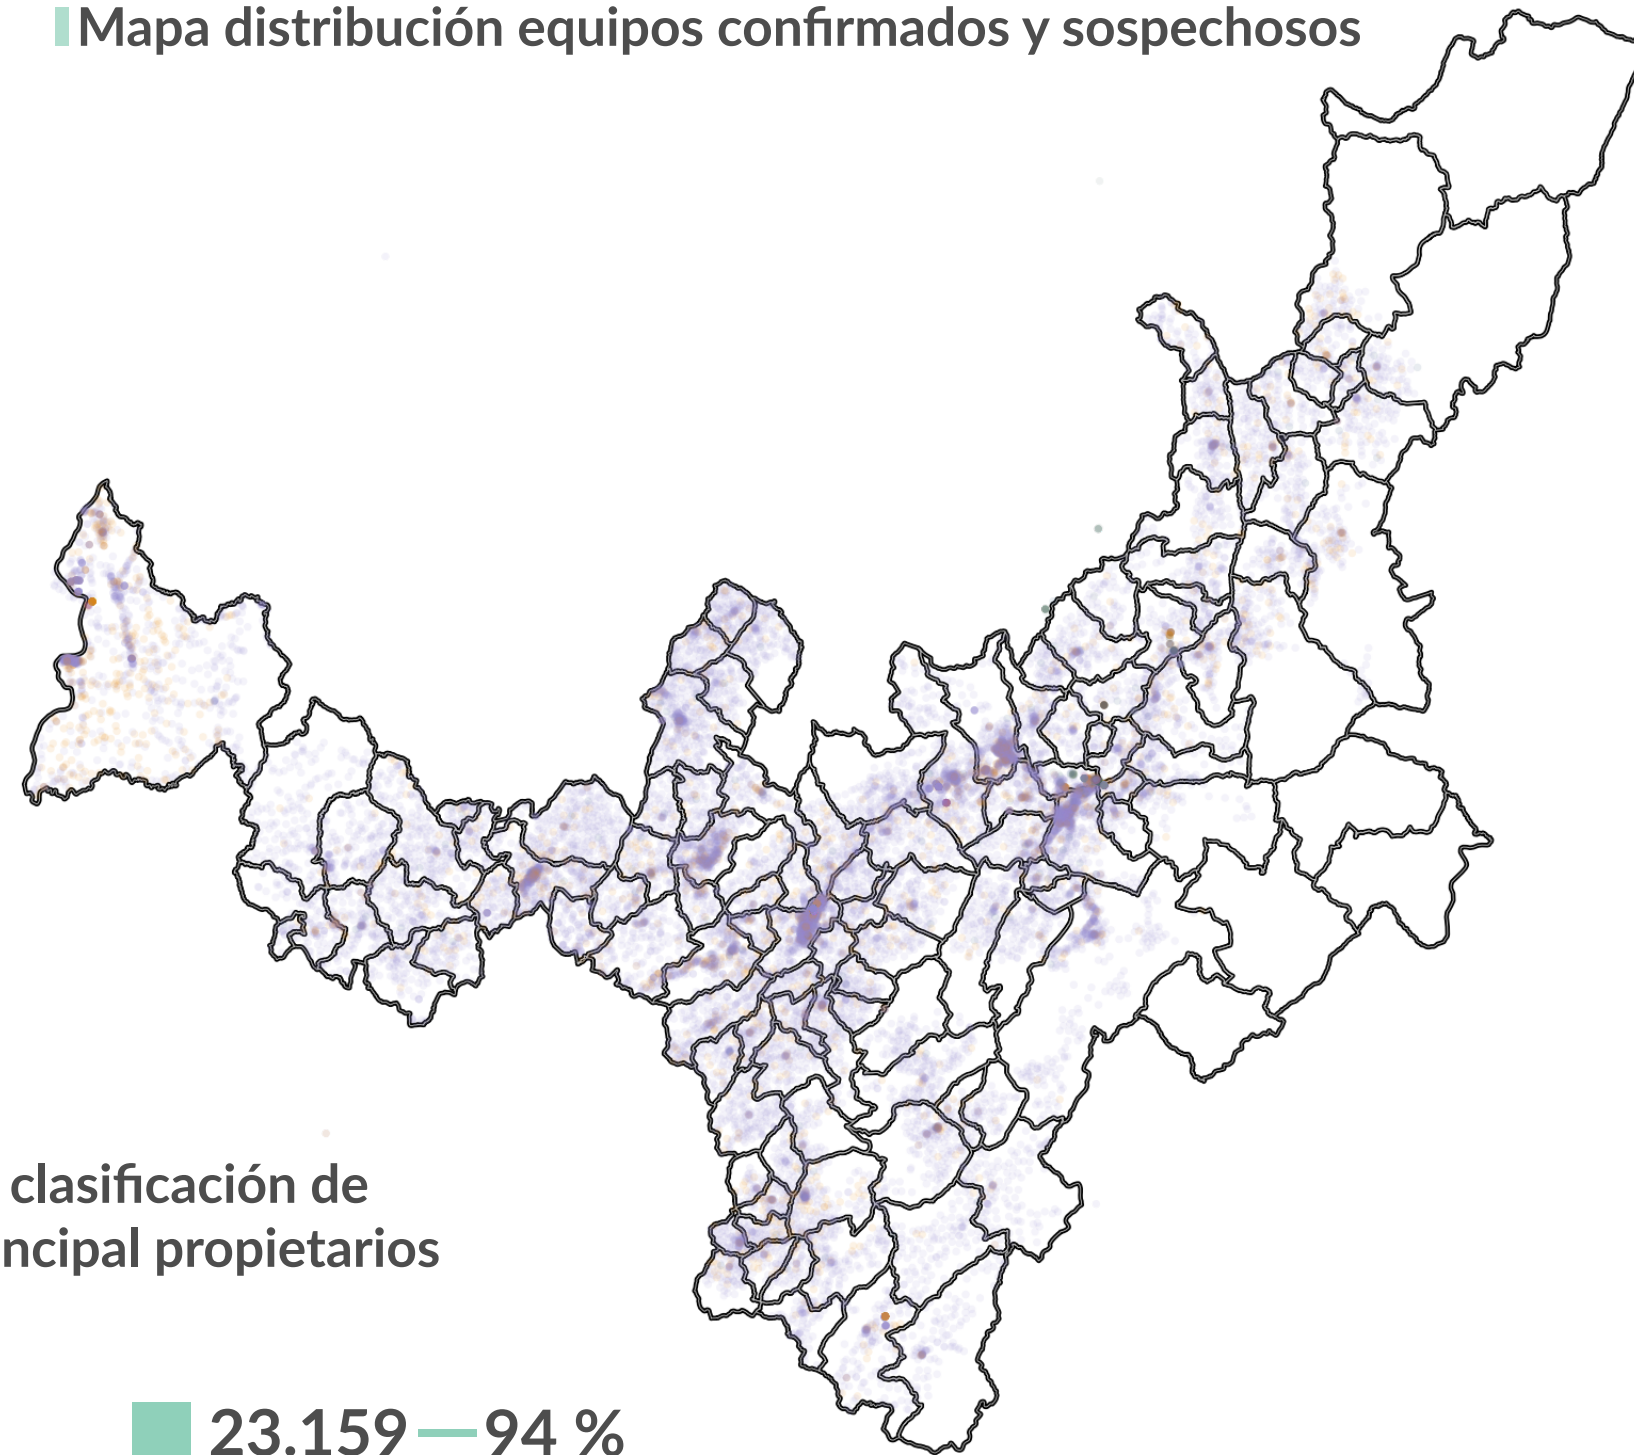 Mapa distribución equipos confirmados y sospechosos
clasificación de
ncipal propietarios
23.159 — 94 %